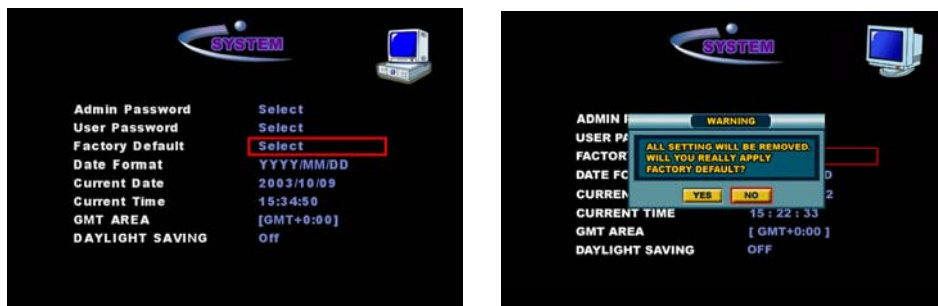 SYSTEM
Admin Password Select
User Password Select
Factory Default Select
Date Format YYYY/MM/DD
Current Date 2003/10/09
Current Time 15:34:50
GMT AREA [GMT+0:00]
DAYLIGHT SAVING Off
SYSTEM
ADMIN
WARNING
USER PA
ALL SETTING WILL BE REMOVED.
WILL YOU REALLY APPLY
FACTORY DEFAULT?
FACTOR
DATE FO D
CURREN 2
YES NO
CURRENT TIME 15 : 22 : 33
GMT AREA [ GMT+0:00 ]
DAYLIGHT SAVING OFF